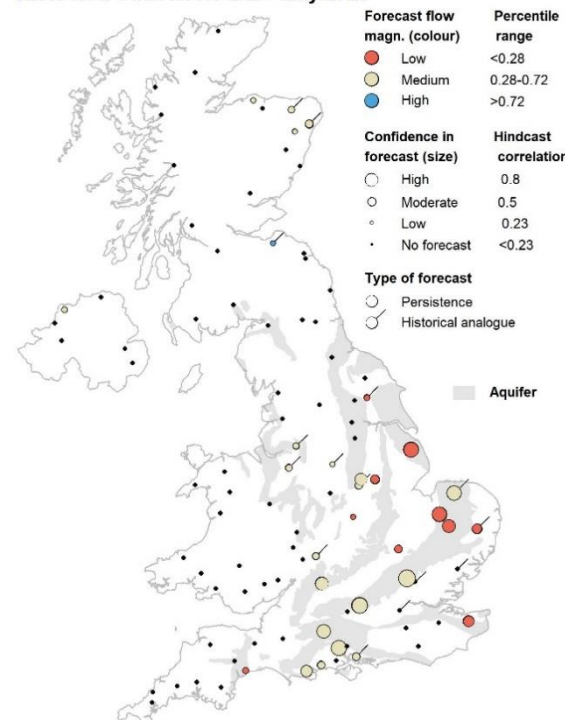 Forecast flow Percentile
magn. (colour) range
Low <0.28
Medium 0.28-0.72
High >0.72
Confidence in Hindcast
forecast (size) correlation
High 0.8
Moderate 0.5
Low 0.23
No forecast <0.23
Type of forecast
Persistence
Historical analogue
Aquifer